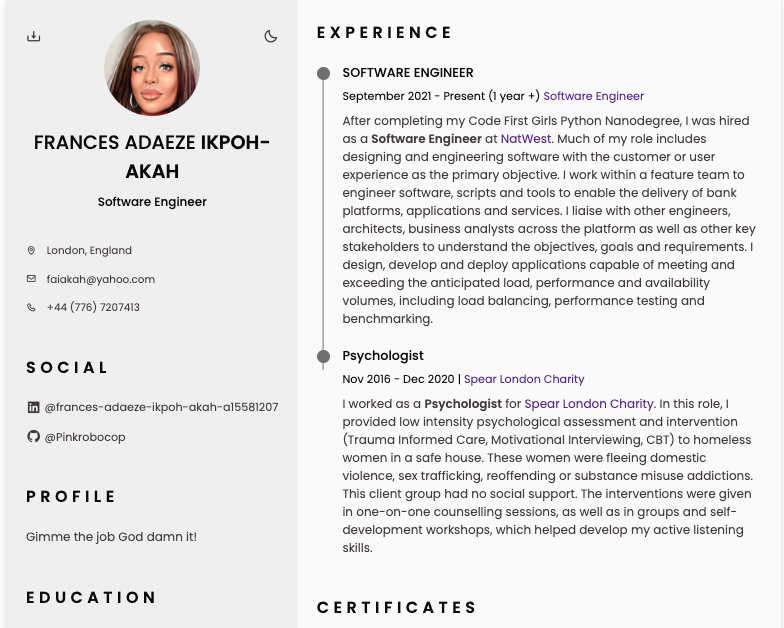 FRANCES ADAEZE IKPOH-
AKAH
Software Engineer
London, England
faiakah@yahoo.com
+44 (776) 7207413
SOCIAL
@frances-adaeze-ikpoh-akah-a15581207
@Pinkrobocop
PROFILE
Gimme the job God damn it!
EDUCATION
EXPERIENCE
SOFTWARE ENGINEER
September 2021 - Present (1 year +) Software Engineer
After completing my Code First Girls Python Nanodegree, I was hired
as a Software Engineer at NatWest. Much of my role includes
designing and engineering software with the customer or user
experience as the primary objective. I work within a feature team to
engineer software, scripts and tools to enable the delivery of bank
platforms, applications and services. I liaise with other engineers,
architects, business analysts across the platform as well as other key
stakeholders to understand the objectives, goals and requirements. I
design, develop and deploy applications capable of meeting and
exceeding the anticipated load, performance and availability
volumes, including load balancing, performance testing and
benchmarking.
Psychologist
Nov 2016 - Dec 2020 | Spear London Charity
I worked as a Psychologist for Spear London Charity. In this role, I
provided low intensity psychological assessment and intervention
(Trauma Informed Care, Motivational Interviewing, CBT) to homeless
women in a safe house. These women were fleeing domestic
violence, sex trafficking, reoffending or substance misuse addictions.
This client group had no social support. The interventions were given
in one-on-one counselling sessions, as well as in groups and self-
development workshops, which helped develop my active listening
skills.
CERTIFICATES